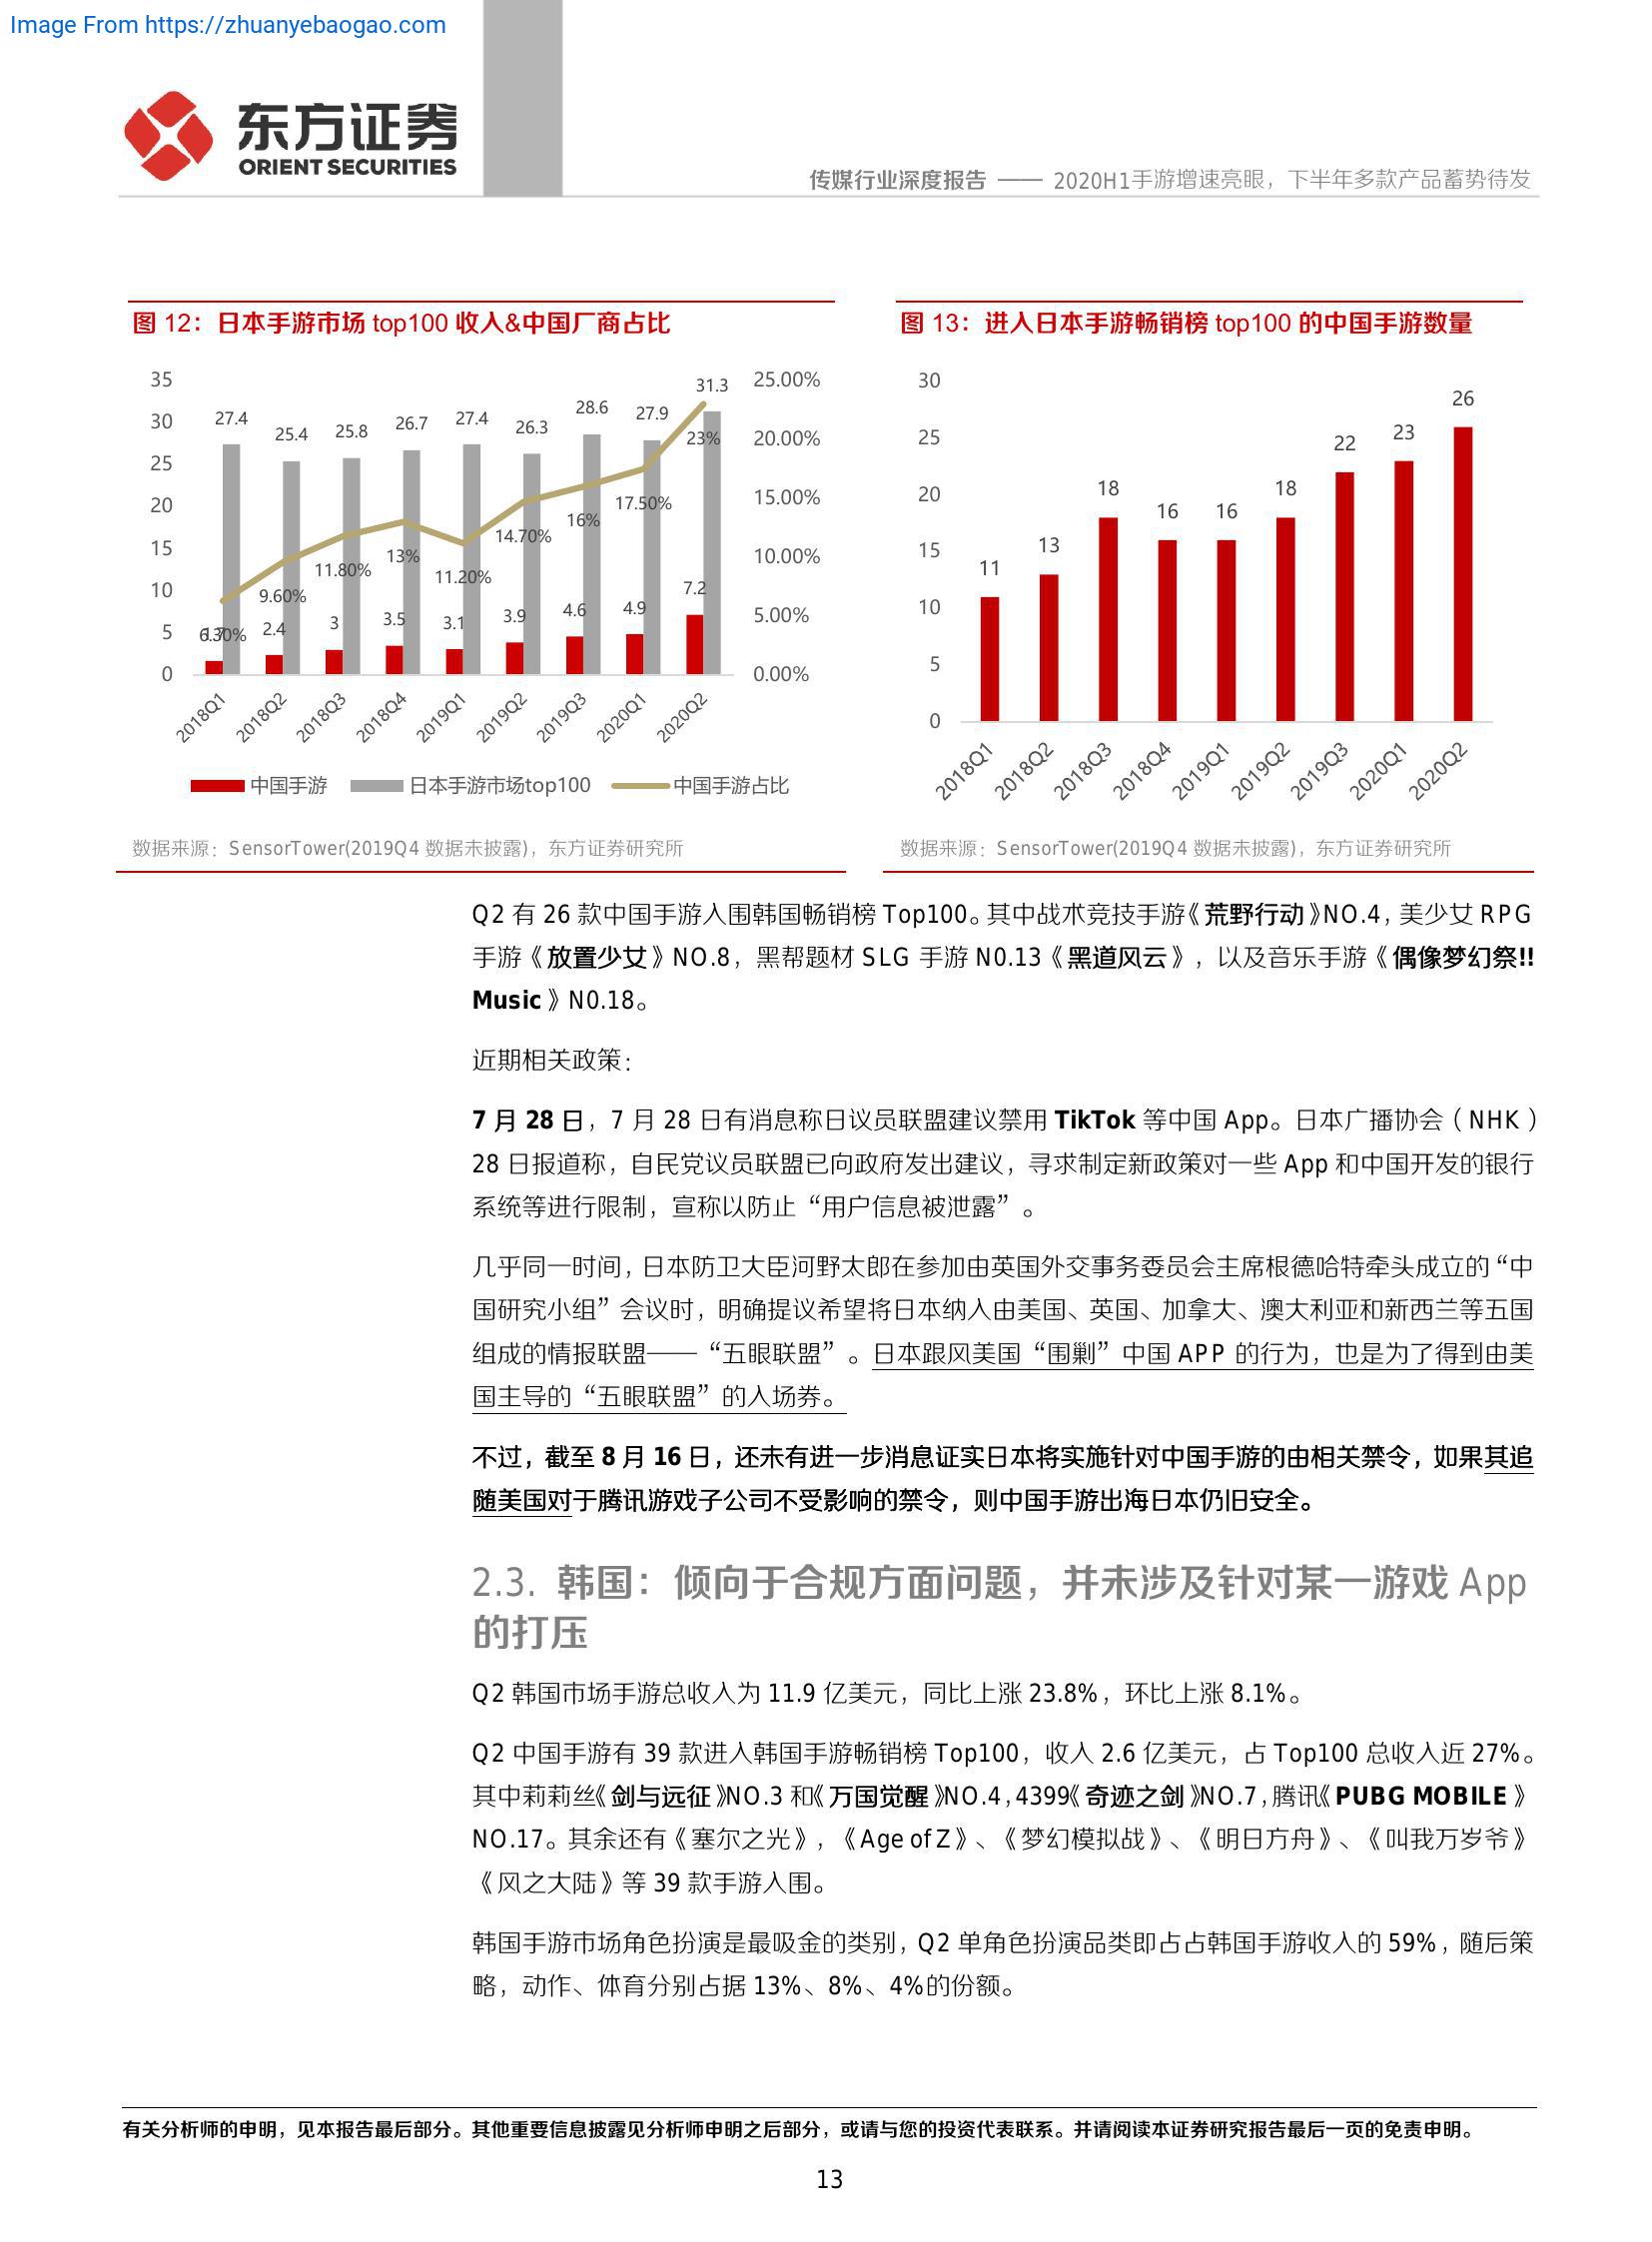 Image From https://zhuanyebaogao.com
东方证券
ORIENT SECURITIES
传媒行业深度报告 —— 2020H1手游增速亮眼，下半年多款产品蓄势待发
图 12：日本手游市场 top100 收入&中国厂商占比
35
30
25
20
15
10
5
0
25.00%
20.00%
15.00%
10.00%
5.00%
0.00%
27.4
25.4
25.8
26.7
27.4
26.3
28.6
27.9
31.3
6.30%
9.60%
11.80%
13%
11.20%
14.70%
16%
17.50%
23%
1.7
2.4
3
3.5
3.1
3.9
4.6
4.9
7.2
2018Q1
2018Q2
2018Q3
2018Q4
2019Q1
2019Q2
2019Q3
2020Q1
2020Q2
中国手游 日本手游市场top100 中国手游占比
数据来源：SensorTower(2019Q4 数据未披露)，东方证券研究所
图 13：进入日本手游畅销榜 top100 的中国手游数量
30
25
20
15
10
5
0
11
13
18
16
16
18
22
23
26
2018Q1
2018Q2
2018Q3
2018Q4
2019Q1
2019Q2
2019Q3
2020Q1
2020Q2
数据来源：SensorTower(2019Q4 数据未披露)，东方证券研究所
Q2 有 26 款中国手游入围韩国畅销榜 Top100。其中战术竞技手游《荒野行动》NO.4，美少女 RPG
手游《放置少女》NO.8，黑帮题材 SLG 手游 N0.13《黑道风云》，以及音乐手游《偶像梦幻祭!!
Music》N0.18。
近期相关政策：
7 月 28 日，7 月 28 日有消息称日议员联盟建议禁用 TikTok 等中国 App。日本广播协会（NHK）
28 日报道称，自民党议员联盟已向政府发出建议，寻求制定新政策对一些 App 和中国开发的银行
系统等进行限制，宣称以防止“用户信息被泄露”。
几乎同一时间，日本防卫大臣河野太郎在参加由英国外交事务委员会主席根德哈特牵头成立的“中
国研究小组”会议时，明确提议希望将日本纳入由美国、英国、加拿大、澳大利亚和新西兰等五国
组成的情报联盟——“五眼联盟”。日本跟风美国“围剿”中国 APP 的行为，也是为了得到由美
国主导的“五眼联盟”的入场券。
不过，截至 8 月 16 日，还未有进一步消息证实日本将实施针对中国手游的由相关禁令，如果其追
随美国对于腾讯游戏子公司不受影响的禁令，则中国手游出海日本仍旧安全。
2.3. 韩国：倾向于合规方面问题，并未涉及针对某一游戏 App
的打压
Q2 韩国市场手游总收入为 11.9 亿美元，同比上涨 23.8%，环比上涨 8.1%。
Q2 中国手游有 39 款进入韩国手游畅销榜 Top100，收入 2.6 亿美元，占 Top100 总收入近 27%。
其中莉莉丝《剑与远征》NO.3 和《万国觉醒》NO.4，4399《奇迹之剑》NO.7，腾讯《PUBG MOBILE》
NO.17。其余还有《塞尔之光》，《Age of Z》、《梦幻模拟战》、《明日方舟》、《叫我万岁爷》
《风之大陆》等 39 款手游入围。
韩国手游市场角色扮演是最吸金的类别，Q2 单角色扮演品类即占占韩国手游收入的 59%，随后策
略，动作、体育分别占据 13%、8%、4%的份额。
有关分析师的申明，见本报告最后部分。其他重要信息披露见分析师申明之后部分，或请与您的投资代表联系。并请阅读本证券研究报告最后一页的免责申明。
13